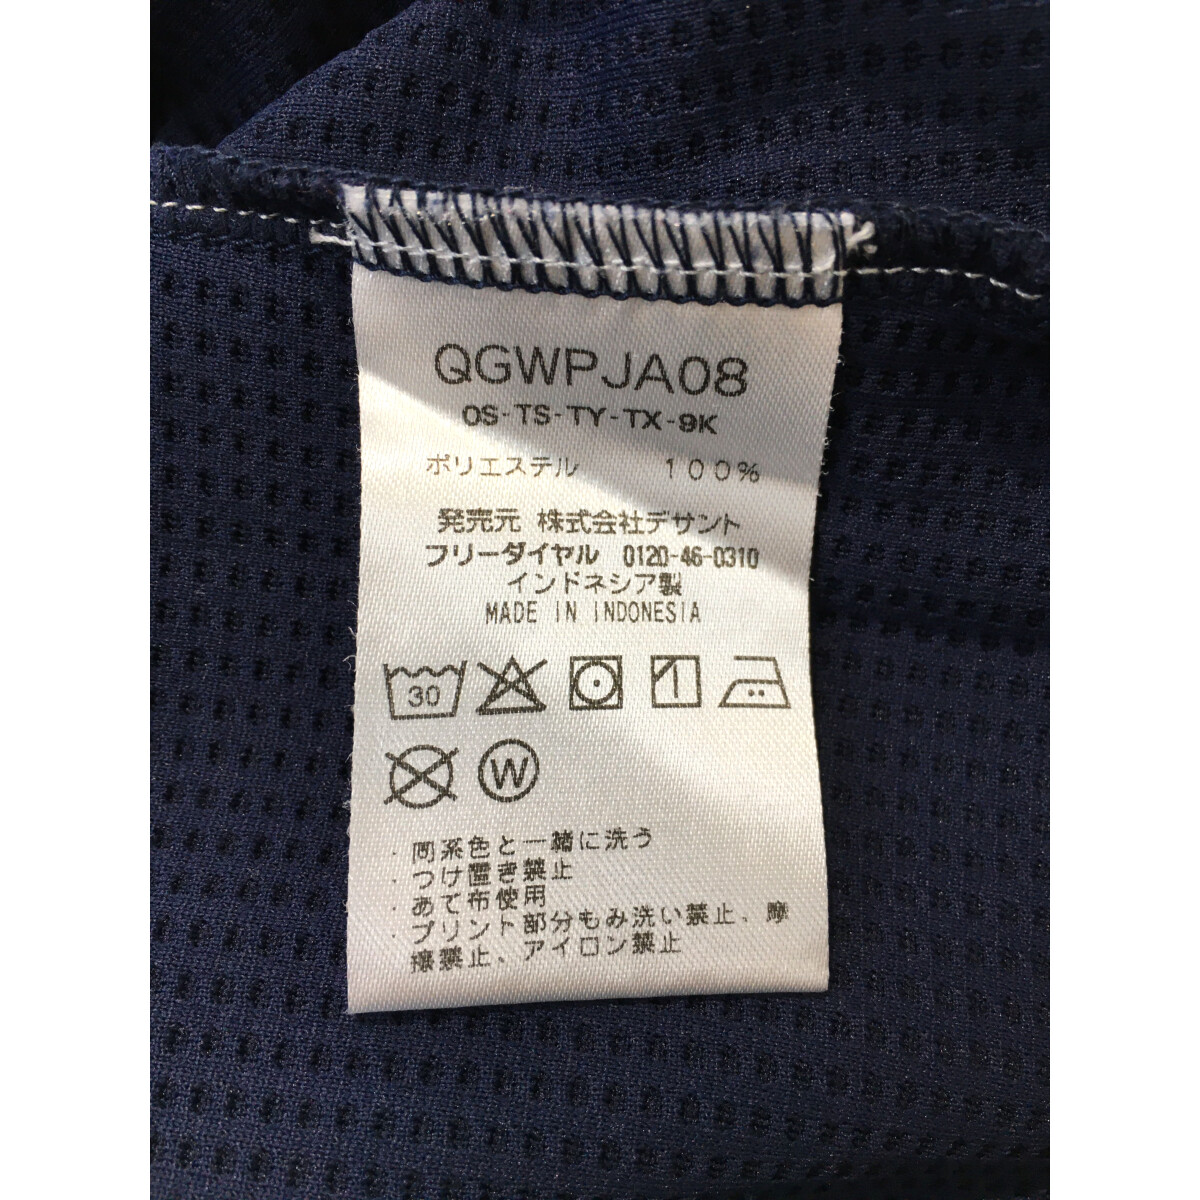 QGWPJA08
OS-TS-TY-TX-9K
ポリエステル 100%
発売元 株式会社デサント
フリーダイヤル 0120-46-0310
インドネシア製
MADE IN INDONESIA
30
W
・同系色と一緒に洗う
・つけ置き禁止
・あて布使用
・プリント部分もみ洗い禁止、摩
擦禁止、アイロン禁止